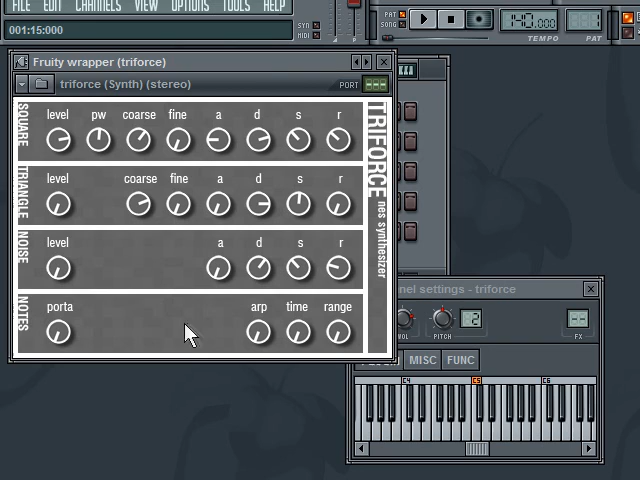 FILE EDIT CHANNELS VIEW OPTIONS TOOLS HELP
001:15:000
SYN
MIDI
PAT
SONG
140.000
TEMPO
PAT
Fruity wrapper (triforce)
triforce (Synth) (stereo)
PORT
SQUARE
level pw coarse fine a d s r
TRIANGLE
level coarse fine a d s r
NOISE
level a d s r
NOTES
porta arp time range
TRIFORCE
nes synthesizer
nel settings - triforce
VOL
PITCH
2
FX
MISC
FUNC
C4
C5
C6